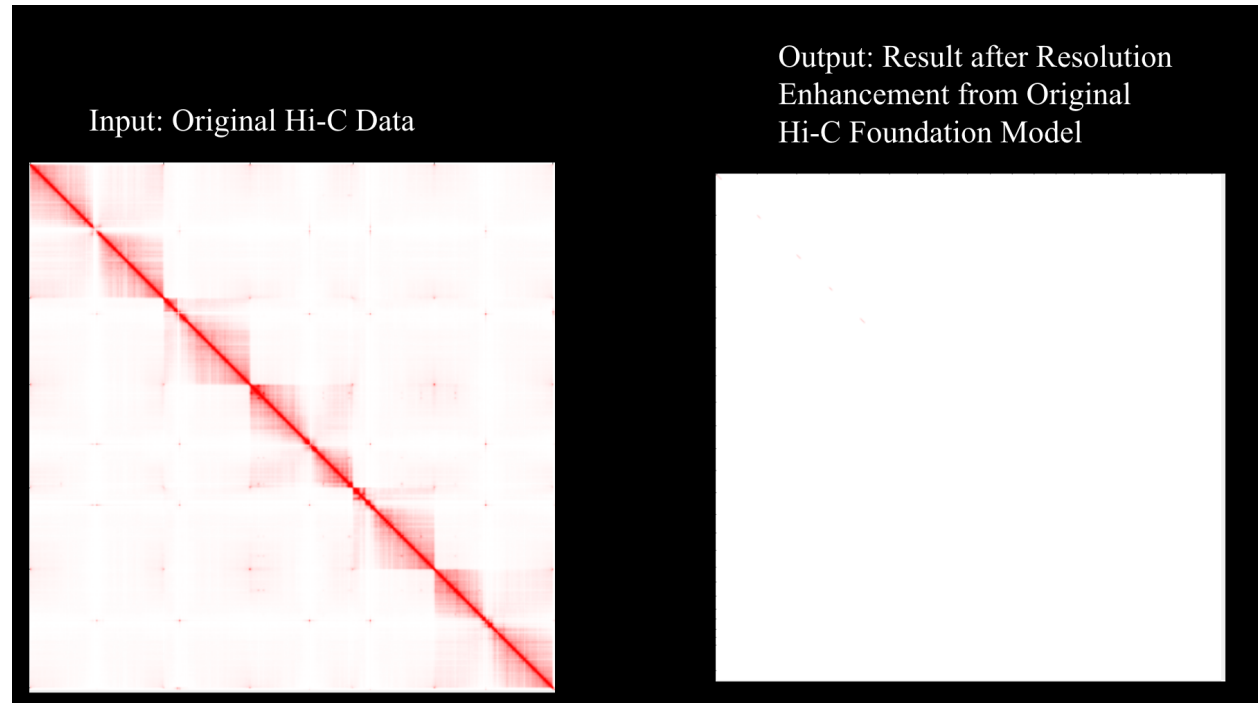 Input: Original Hi-C Data
Output: Result after Resolution
Enhancement from Original
Hi-C Foundation Model